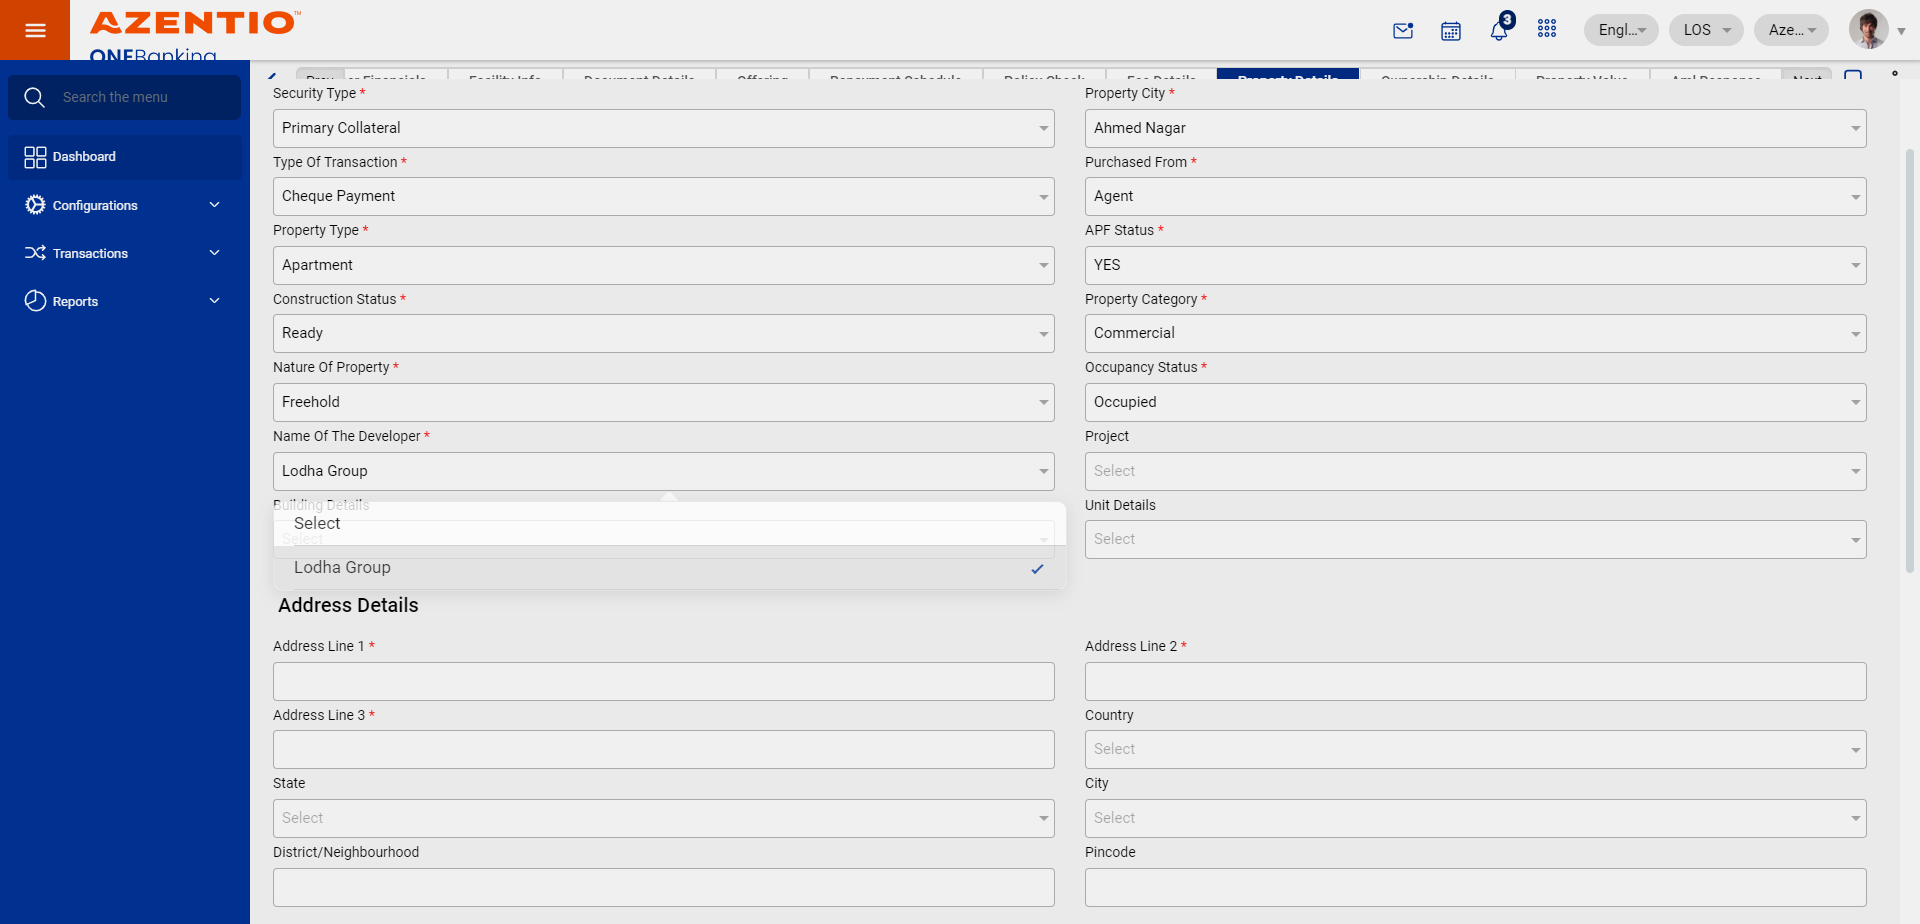 AZENTIO™
ONEBanking
3
Engl...
LOS
Aze...
Search the menu
Dashboard
Configurations
Transactions
Reports
Prev
er Financials
Facility Info
Document Details
Offering
Repayment Schedule
Policy Check
Fee Details
Property Details
Ownership Details
Property Value
Aml Response
Next
Security Type *
Property City *
Primary Collateral
Ahmed Nagar
Type Of Transaction *
Purchased From *
Cheque Payment
Agent
Property Type *
APF Status *
Apartment
YES
Construction Status *
Property Category *
Ready
Commercial
Nature Of Property *
Occupancy Status *
Freehold
Occupied
Name Of The Developer *
Project
Lodha Group
Select
Building Details
Unit Details
Select
Select
Select
Lodha Group
Address Details
Address Line 1 *
Address Line 2 *
Address Line 3 *
Country
Select
State
City
Select
Select
District/Neighbourhood
Pincode